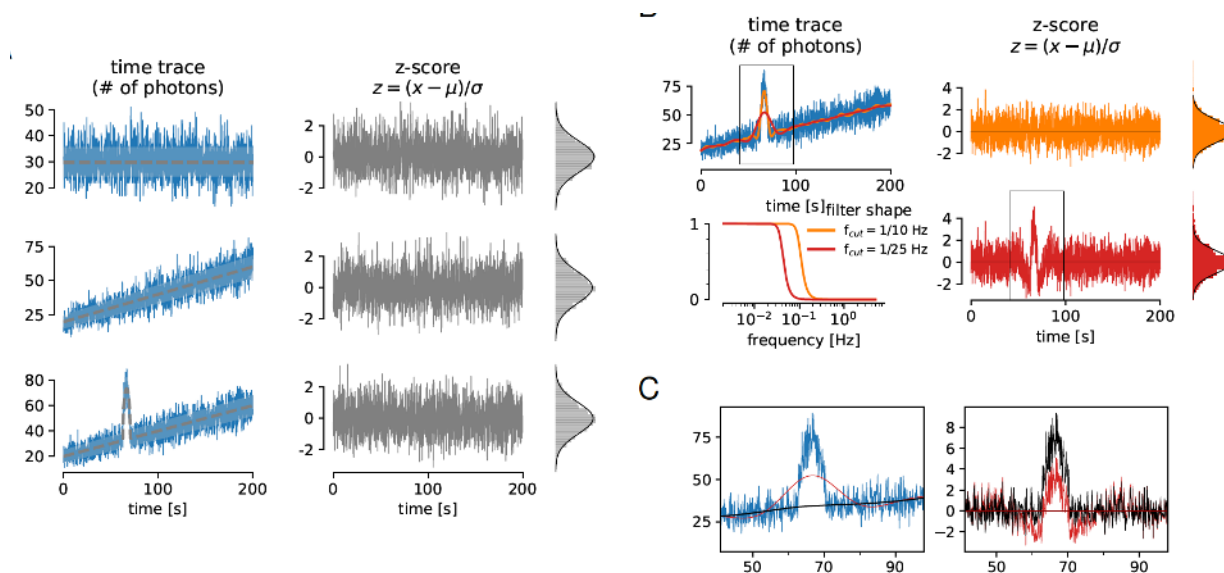 time trace
(# of photons)
z-score
z = (x − μ)/σ
50
40
30
20
2
0
-2
75
50
25
2
0
-2
80
60
40
20
2
0
-2
0 100 200
time [s]
0 100 200
time [s]
time trace
(# of photons)
z-score
z = (x − μ)/σ
75
50
25
0 100 200
time [s]
4
2
0
-2
0 100 200
filter shape
f_cut = 1/10 Hz
f_cut = 1/25 Hz
1
0
10⁻² 10⁻¹ 10⁰
frequency [Hz]
4
2
0
-2
0 100 200
time [s]
C
75
50
25
50 70 90
8
6
4
2
0
−2
50 70 90